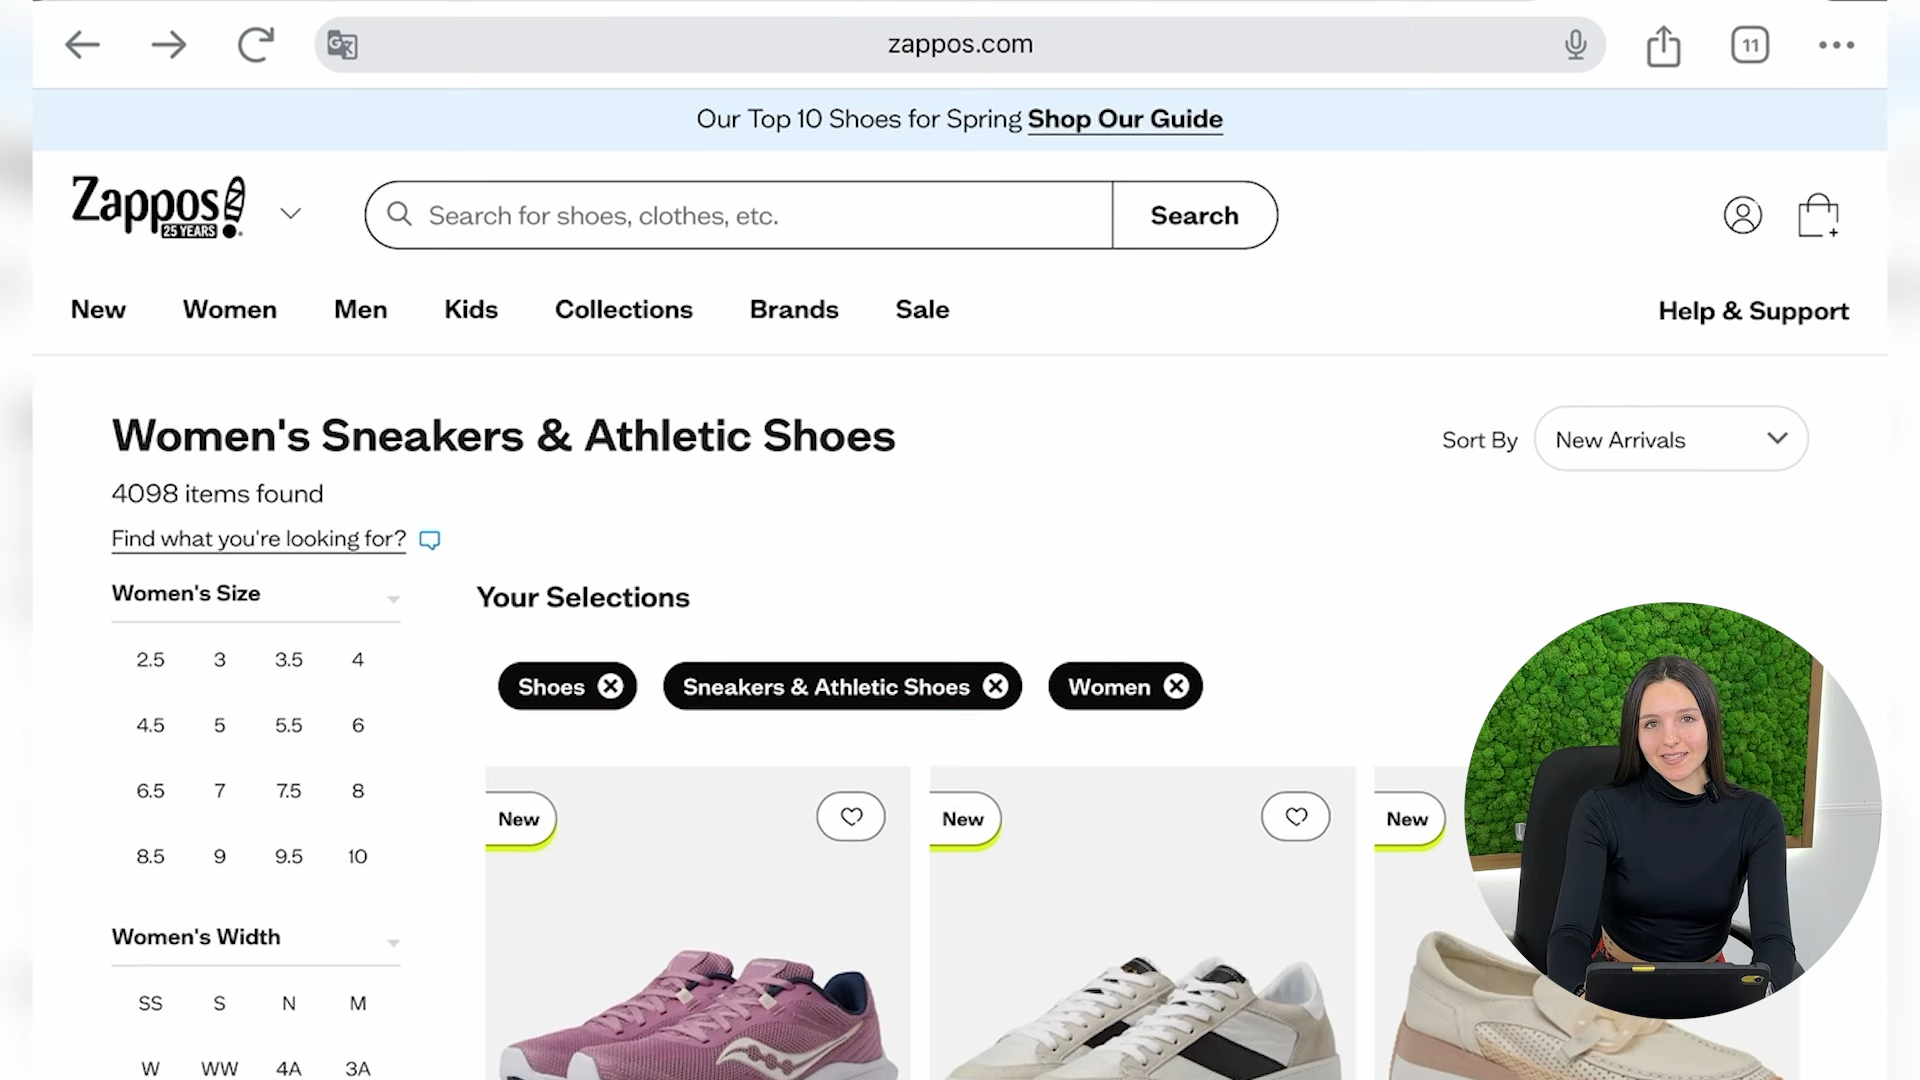 zappos.com
11
Our Top 10 Shoes for Spring Shop Our Guide
Zappos
25 YEARS
Search for shoes, clothes, etc.
Search
New Women Men Kids Collections Brands Sale
Help & Support
Women's Sneakers & Athletic Shoes
Sort By New Arrivals
4098 items found
Find what you're looking for?
Women's Size
2.5 3 3.5 4
4.5 5 5.5 6
6.5 7 7.5 8
8.5 9 9.5 10
Women's Width
SS S N M
W WW 4A 3A
Your Selections
Shoes Sneakers & Athletic Shoes Women
New New New